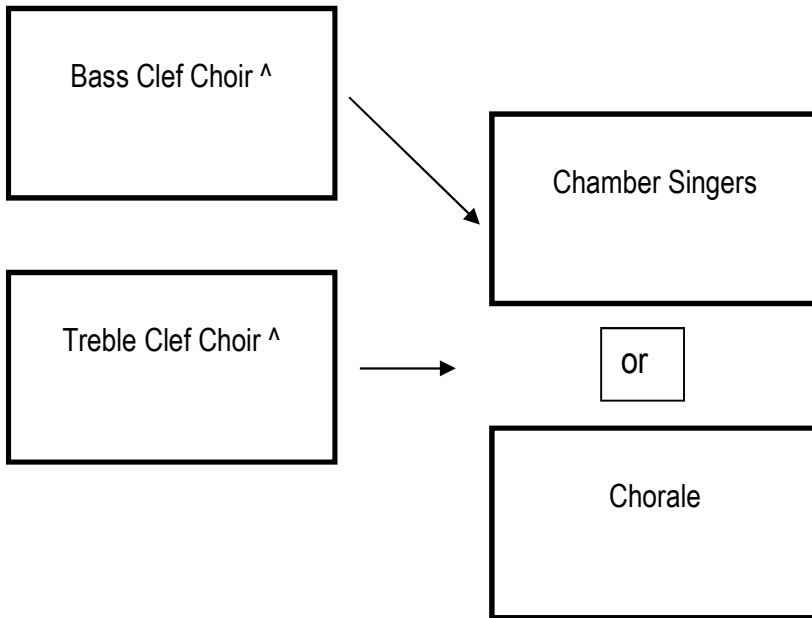 Bass Clef Choir ^
Chamber Singers
Treble Clef Choir ^
or
Chorale